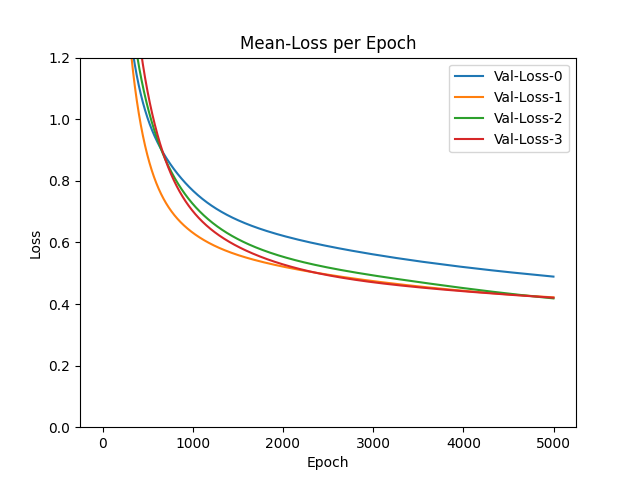 Mean-Loss per Epoch
1.2
1.0
0.8
0.6
0.4
0.2
0.0
Loss
Val-Loss-0
Val-Loss-1
Val-Loss-2
Val-Loss-3
0 1000 2000 3000 4000 5000
Epoch